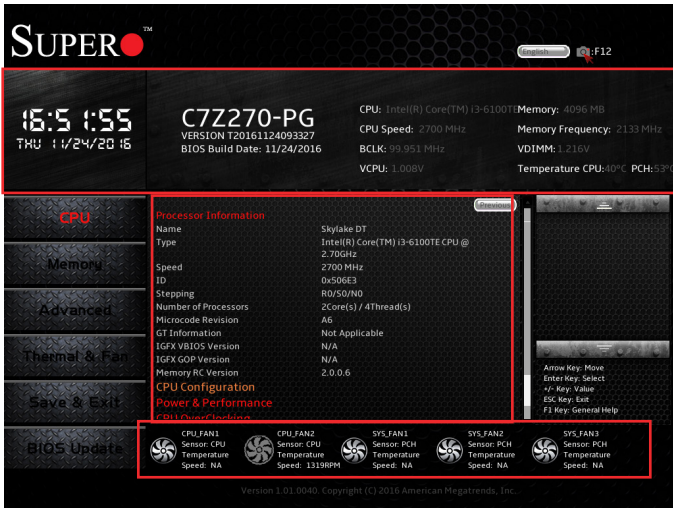 SUPER TM
English :F12
16:51:55
THU 11/24/2016
C7Z270-PG
VERSION T20161124093327
BIOS Build Date: 11/24/2016
CPU: Intel(R) Core(TM) i3-6100TE
CPU Speed: 2700 MHz
BCLK: 99.951 MHz
VCPU: 1.008V
Memory: 4096 MB
Memory Frequency: 2133 MHz
VDIMM: 1.216V
Temperature CPU:40°C PCH:53°C
CPU
Memory
Advanced
Thermal & Fan
Save & Exit
BIOS Update
Previous
Processor Information
Name Skylake DT
Type Intel(R) Core(TM) i3-6100TE CPU @
2.70GHz
Speed 2700 MHz
ID 0x506E3
Stepping R0/S0/N0
Number of Processors 2Core(s) / 4Thread(s)
Microcode Revision A6
GT Information Not Applicable
IGFX VBIOS Version N/A
IGFX GOP Version N/A
Memory RC Version 2.0.0.6
CPU Configuration
Power & Performance
CPU OverClocking
Arrow Key: Move
Enter Key: Select
+/- Key: Value
ESC Key: Exit
F1 Key: General Help
CPU_FAN1
Sensor: CPU
Temperature
Speed: NA
CPU_FAN2
Sensor: CPU
Temperature
Speed: 1319RPM
SYS_FAN1
Sensor: PCH
Temperature
Speed: NA
SYS_FAN2
Sensor: PCH
Temperature
Speed: NA
SYS_FAN3
Sensor: PCH
Temperature
Speed: NA
Version 1.01.0040. Copyright (C) 2016 American Megatrends, Inc.